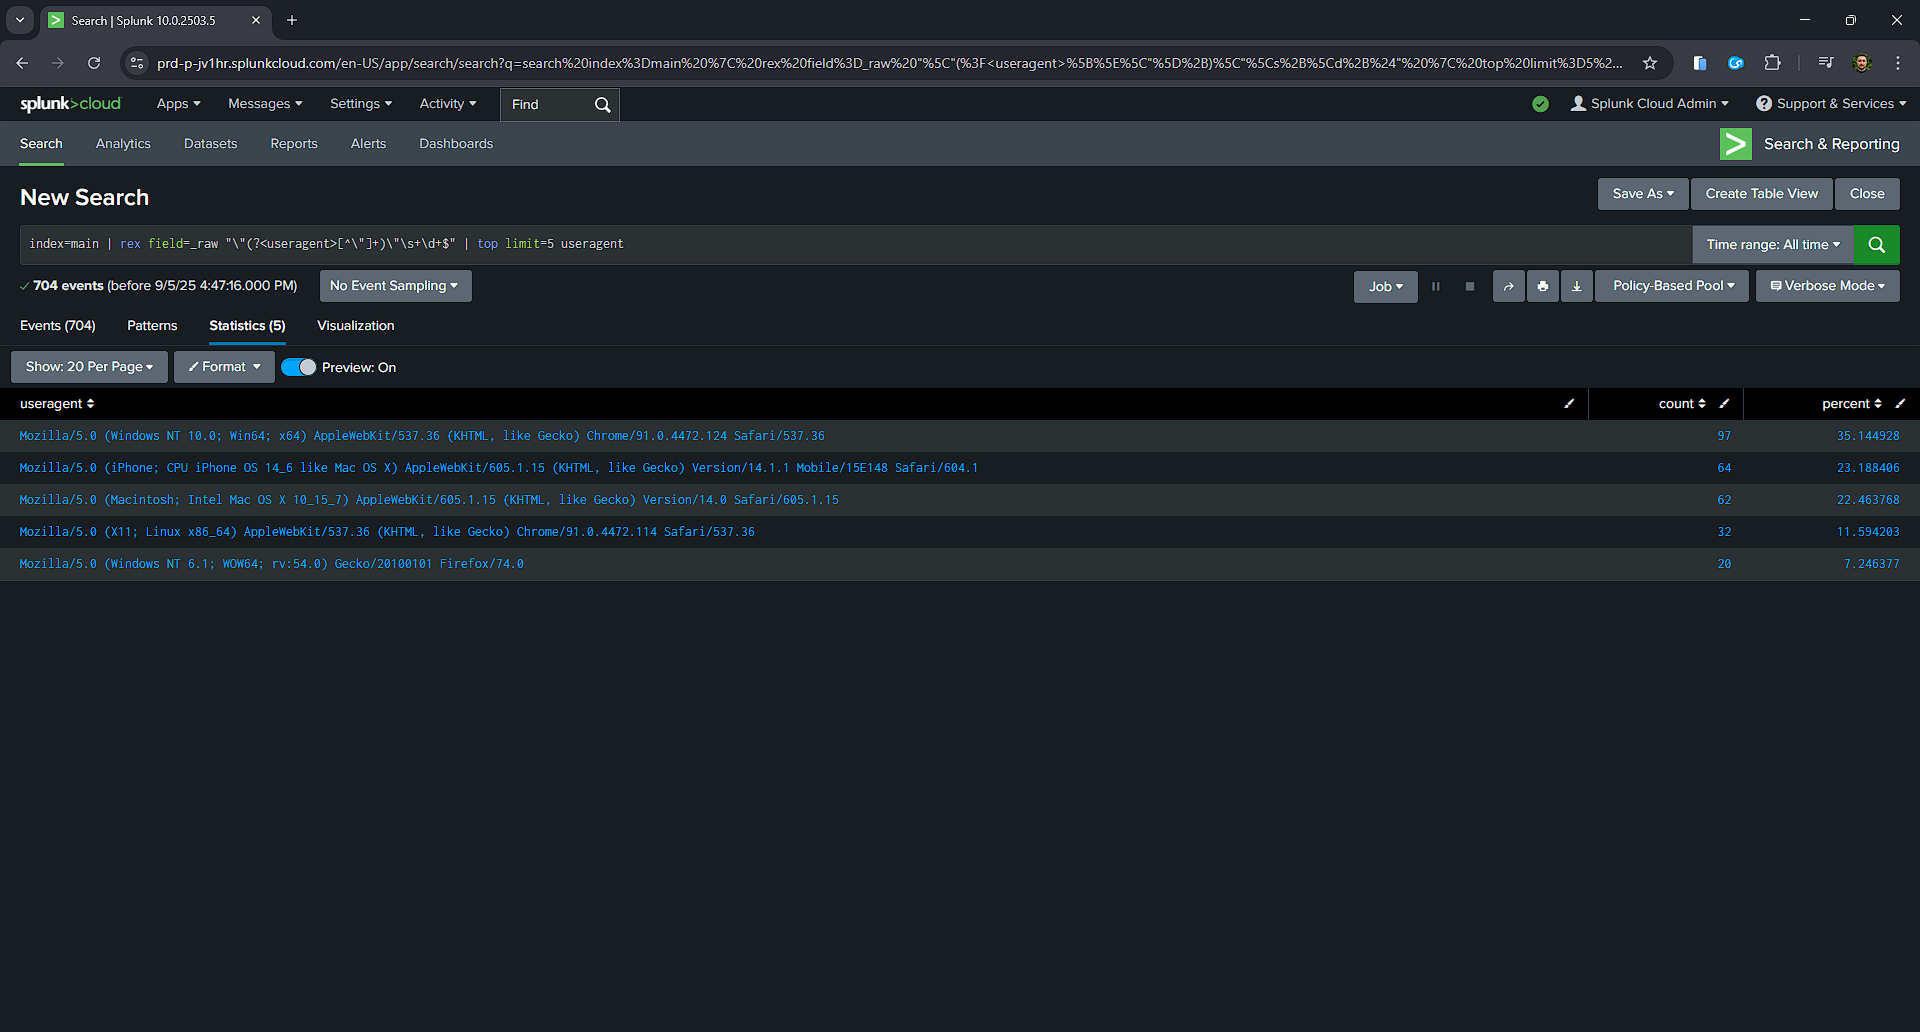 Search | Splunk 10.0.2503.5
prd-p-jv1hr.splunkcloud.com/en-US/app/search/search?q=search%20index%3Dmain%20%7C%20rex%20field%3D_raw%20"%5C"(%3F<useragent>%5B%5E%5C"%5D%2B)%5C"%5Cs%2B%5Cd%2B%24"%20%7C%20top%20limit%3D5%2...
splunk>cloud Apps Messages Settings Activity Find Splunk Cloud Admin Support & Services
Search Analytics Datasets Reports Alerts Dashboards Search & Reporting
New Search Save As Create Table View Close
index=main | rex field=_raw "\"(?<useragent>[^\"]+)\"\s+\d+$" | top limit=5 useragent Time range: All time
704 events (before 9/5/25 4:47:16.000 PM) No Event Sampling Job Policy-Based Pool Verbose Mode
Events (704) Patterns Statistics (5) Visualization
Show: 20 Per Page Format Preview: On
useragent count percent
Mozilla/5.0 (Windows NT 10.0; Win64; x64) AppleWebKit/537.36 (KHTML, like Gecko) Chrome/91.0.4472.124 Safari/537.36 97 35.144928
Mozilla/5.0 (iPhone; CPU iPhone OS 14_6 like Mac OS X) AppleWebKit/605.1.15 (KHTML, like Gecko) Version/14.1.1 Mobile/15E148 Safari/604.1 64 23.188406
Mozilla/5.0 (Macintosh; Intel Mac OS X 10_15_7) AppleWebKit/605.1.15 (KHTML, like Gecko) Version/14.0 Safari/605.1.15 62 22.463768
Mozilla/5.0 (X11; Linux x86_64) AppleWebKit/537.36 (KHTML, like Gecko) Chrome/91.0.4472.114 Safari/537.36 32 11.594203
Mozilla/5.0 (Windows NT 6.1; WOW64; rv:54.0) Gecko/20100101 Firefox/74.0 20 7.246377